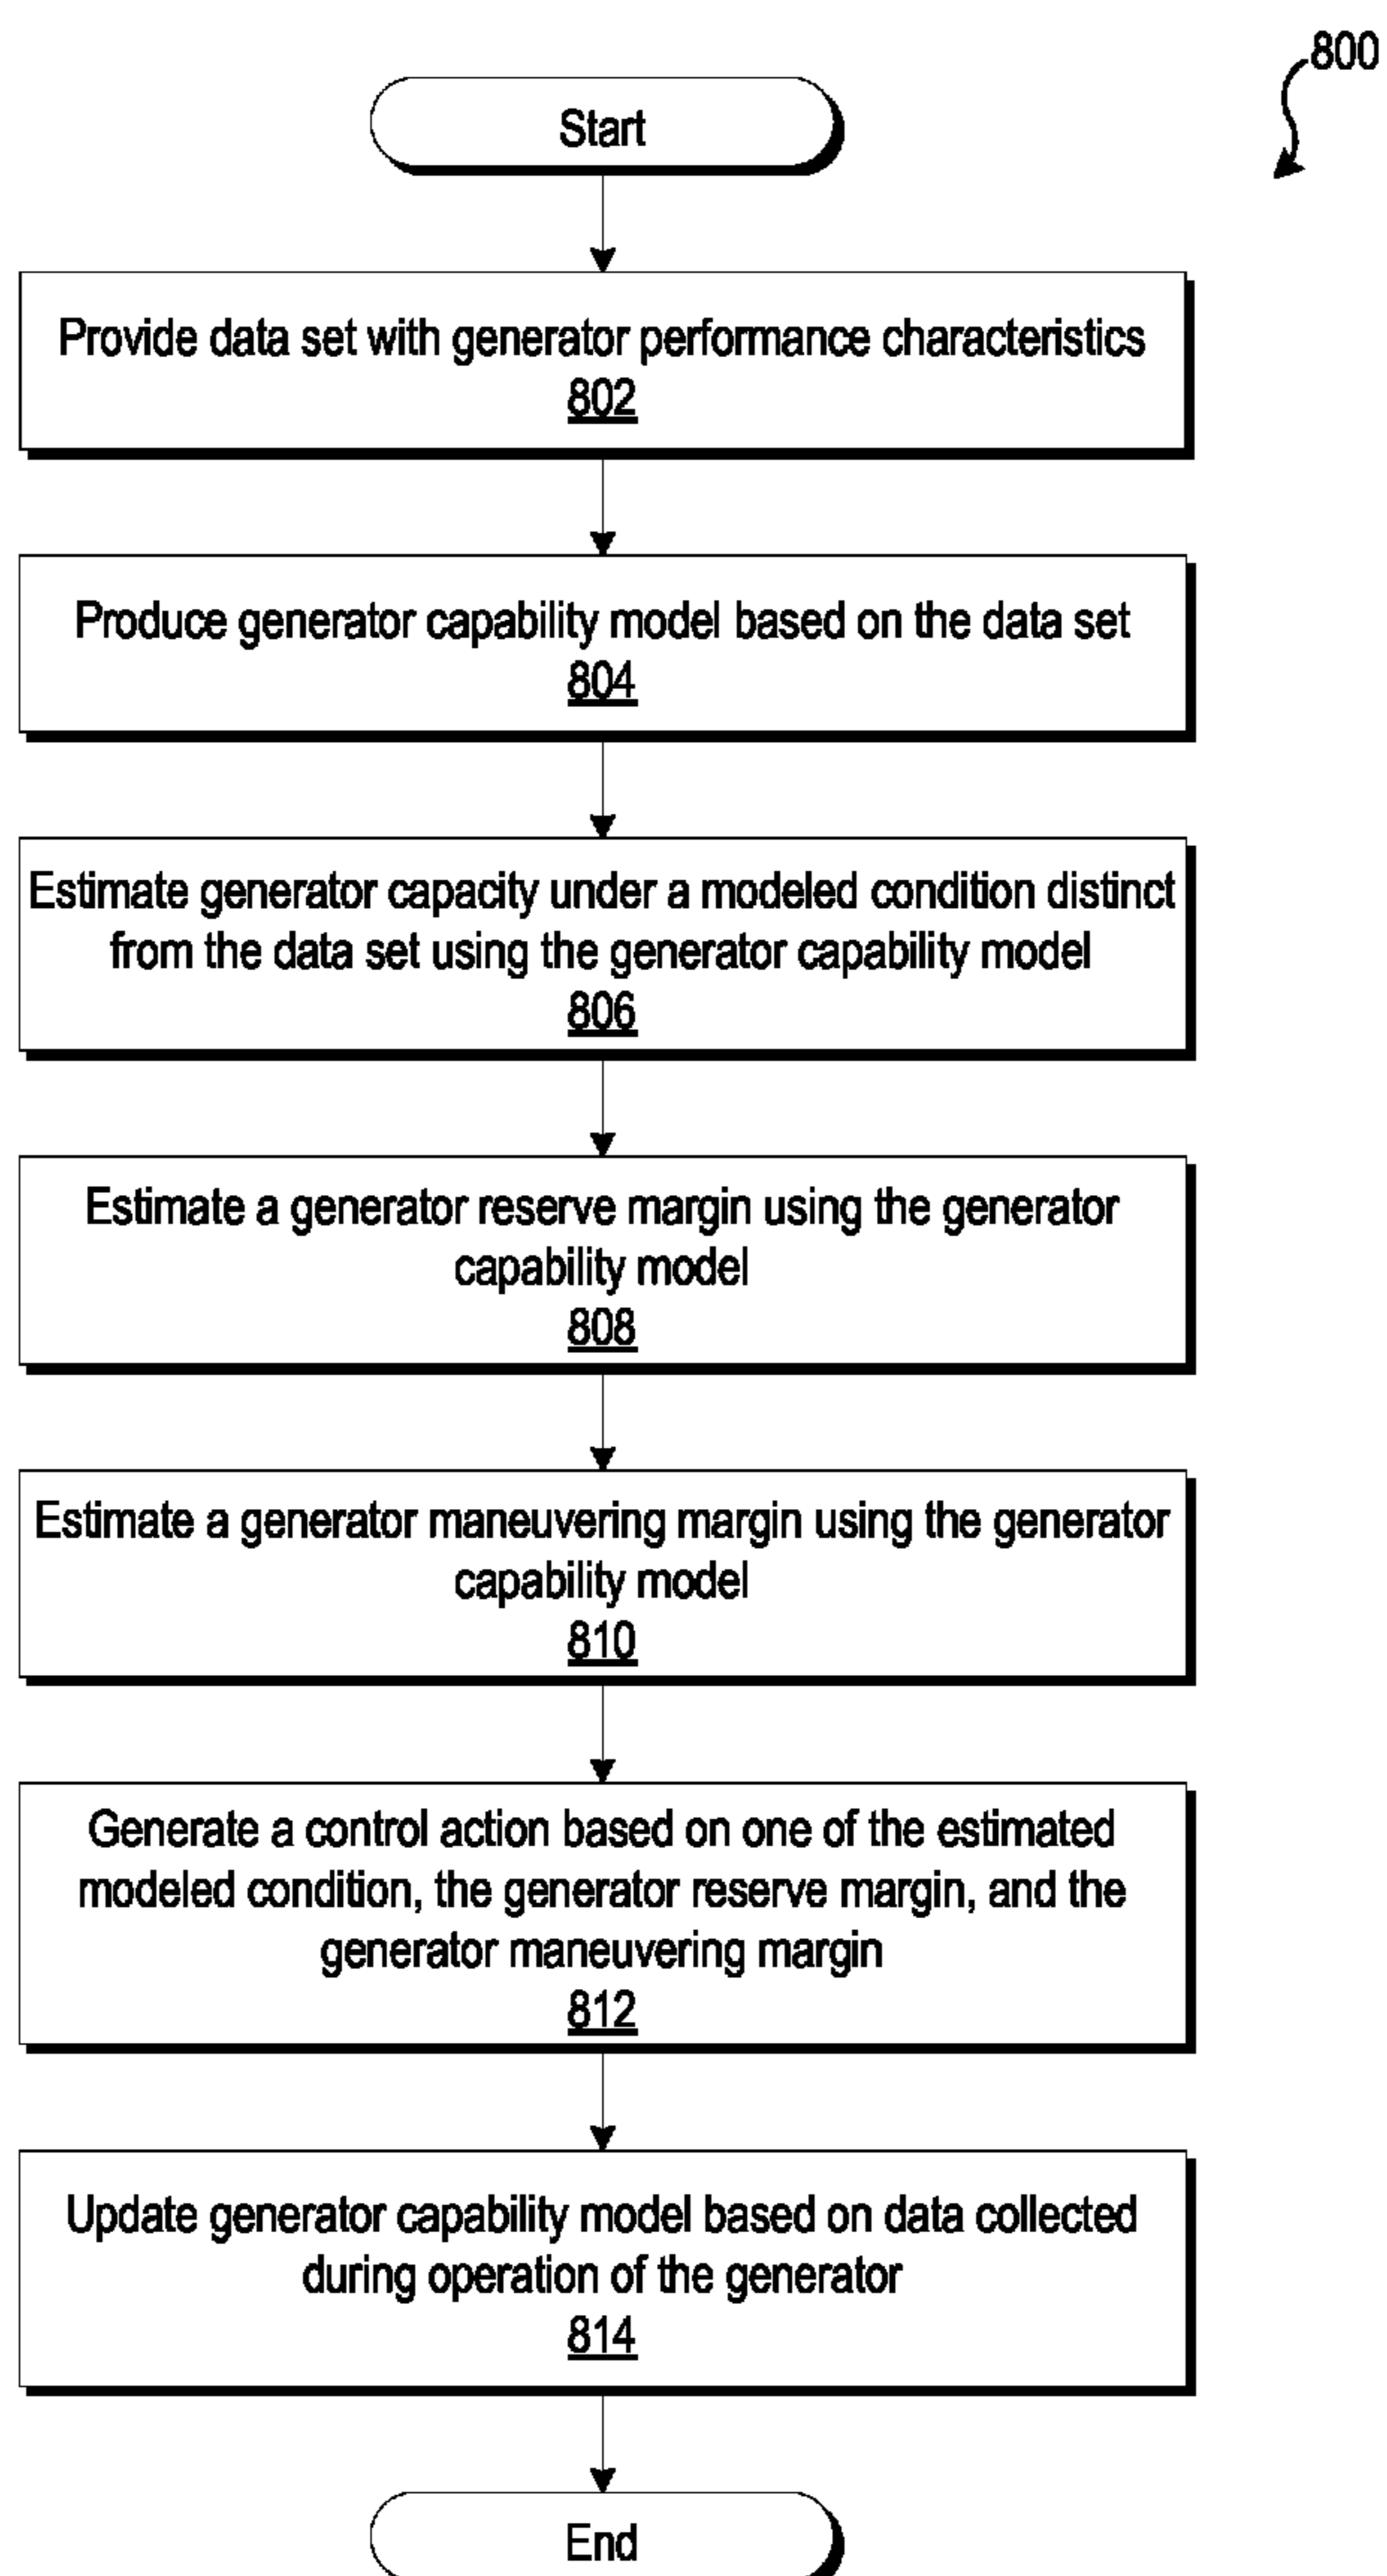 800
Start
Provide data set with generator performance characteristics
802
Produce generator capability model based on the data set
804
Estimate generator capacity under a modeled condition distinct
from the data set using the generator capability model
806
Estimate a generator reserve margin using the generator
capability model
808
Estimate a generator maneuvering margin using the generator
capability model
810
Generate a control action based on one of the estimated
modeled condition, the generator reserve margin, and the
generator maneuvering margin
812
Update generator capability model based on data collected
during operation of the generator
814
End